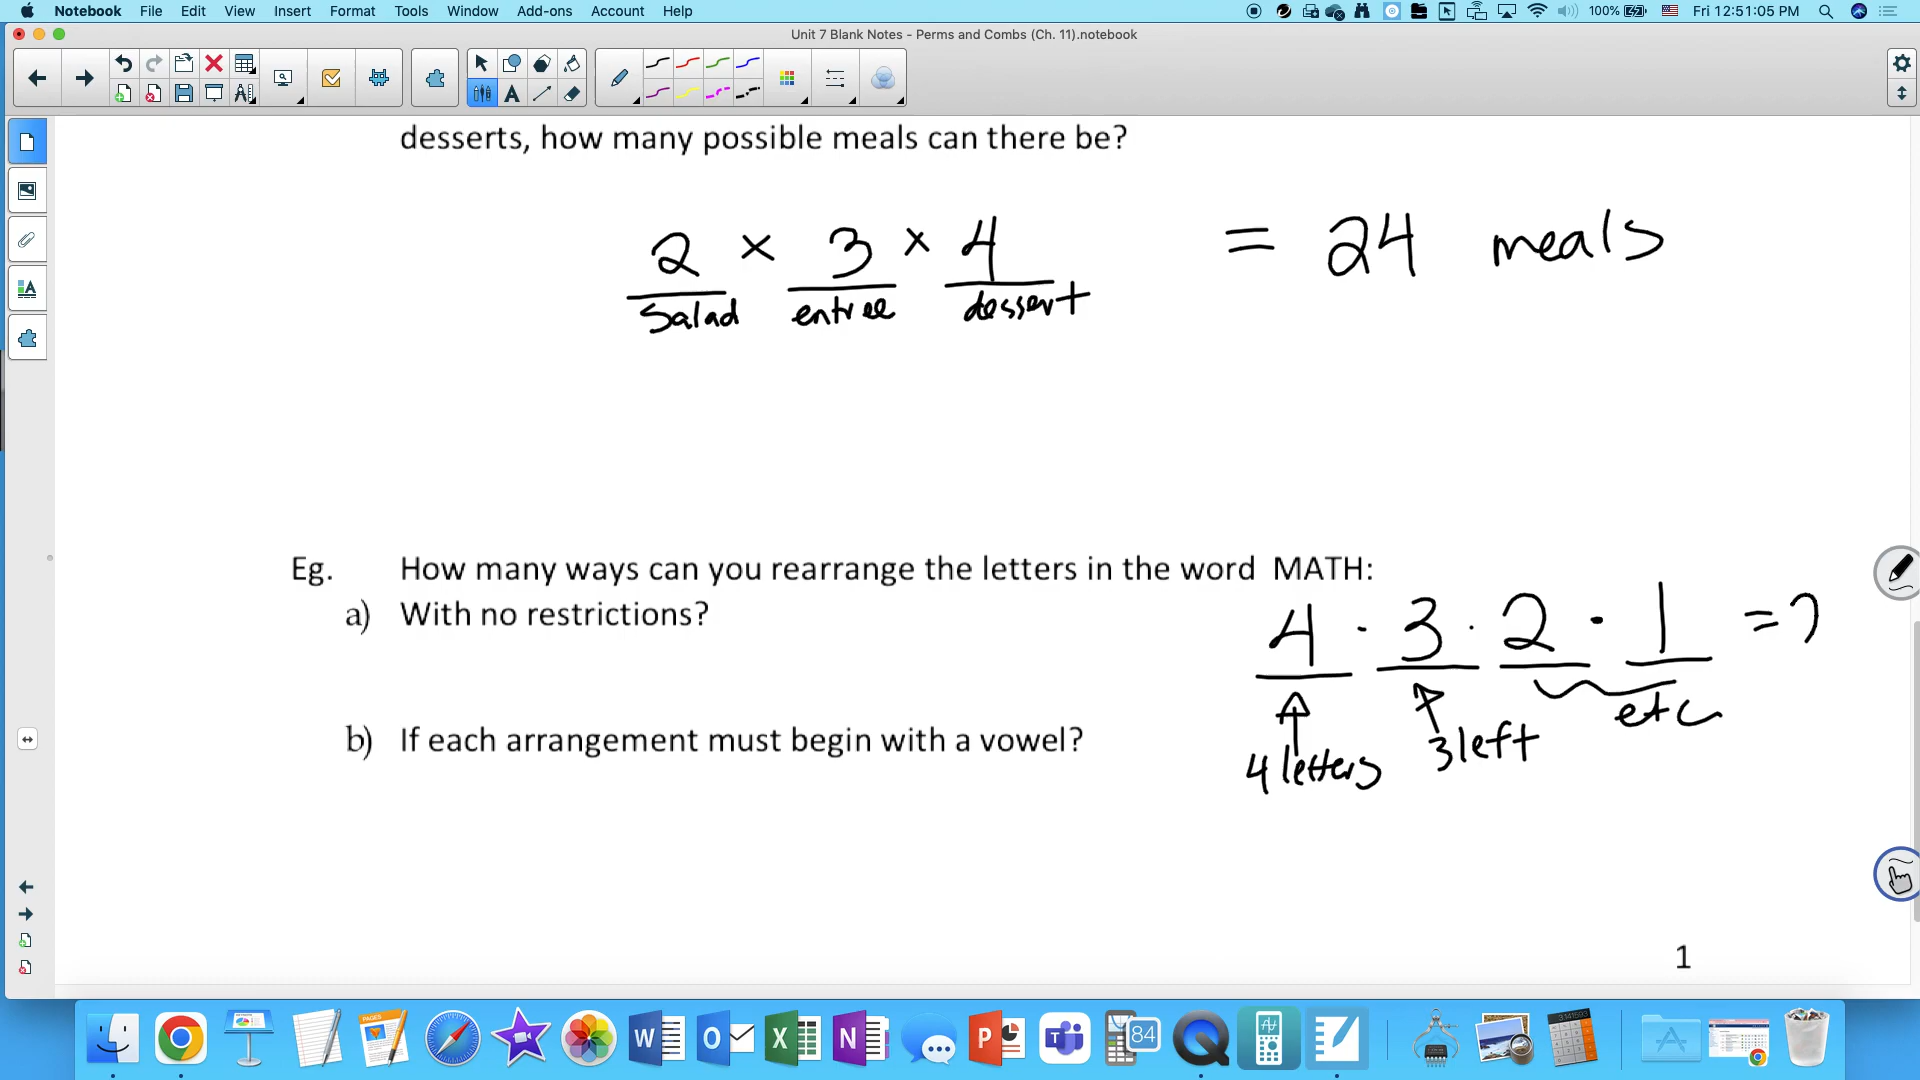 Notebook File Edit View Insert Format Tools Window Add-ons Account Help 100% Fri 12:51:05 PM
Unit 7 Blank Notes - Perms and Combs (Ch. 11).notebook
desserts, how many possible meals can there be?
2 × 3 × 4 = 24 meals
Salad entree dessert
Eg. How many ways can you rearrange the letters in the word MATH:
a) With no restrictions?
4 · 3 · 2 · 1 =
4 letters 3 left etc
b) If each arrangement must begin with a vowel?
1
PAGES
W O X N P 84 3.141593